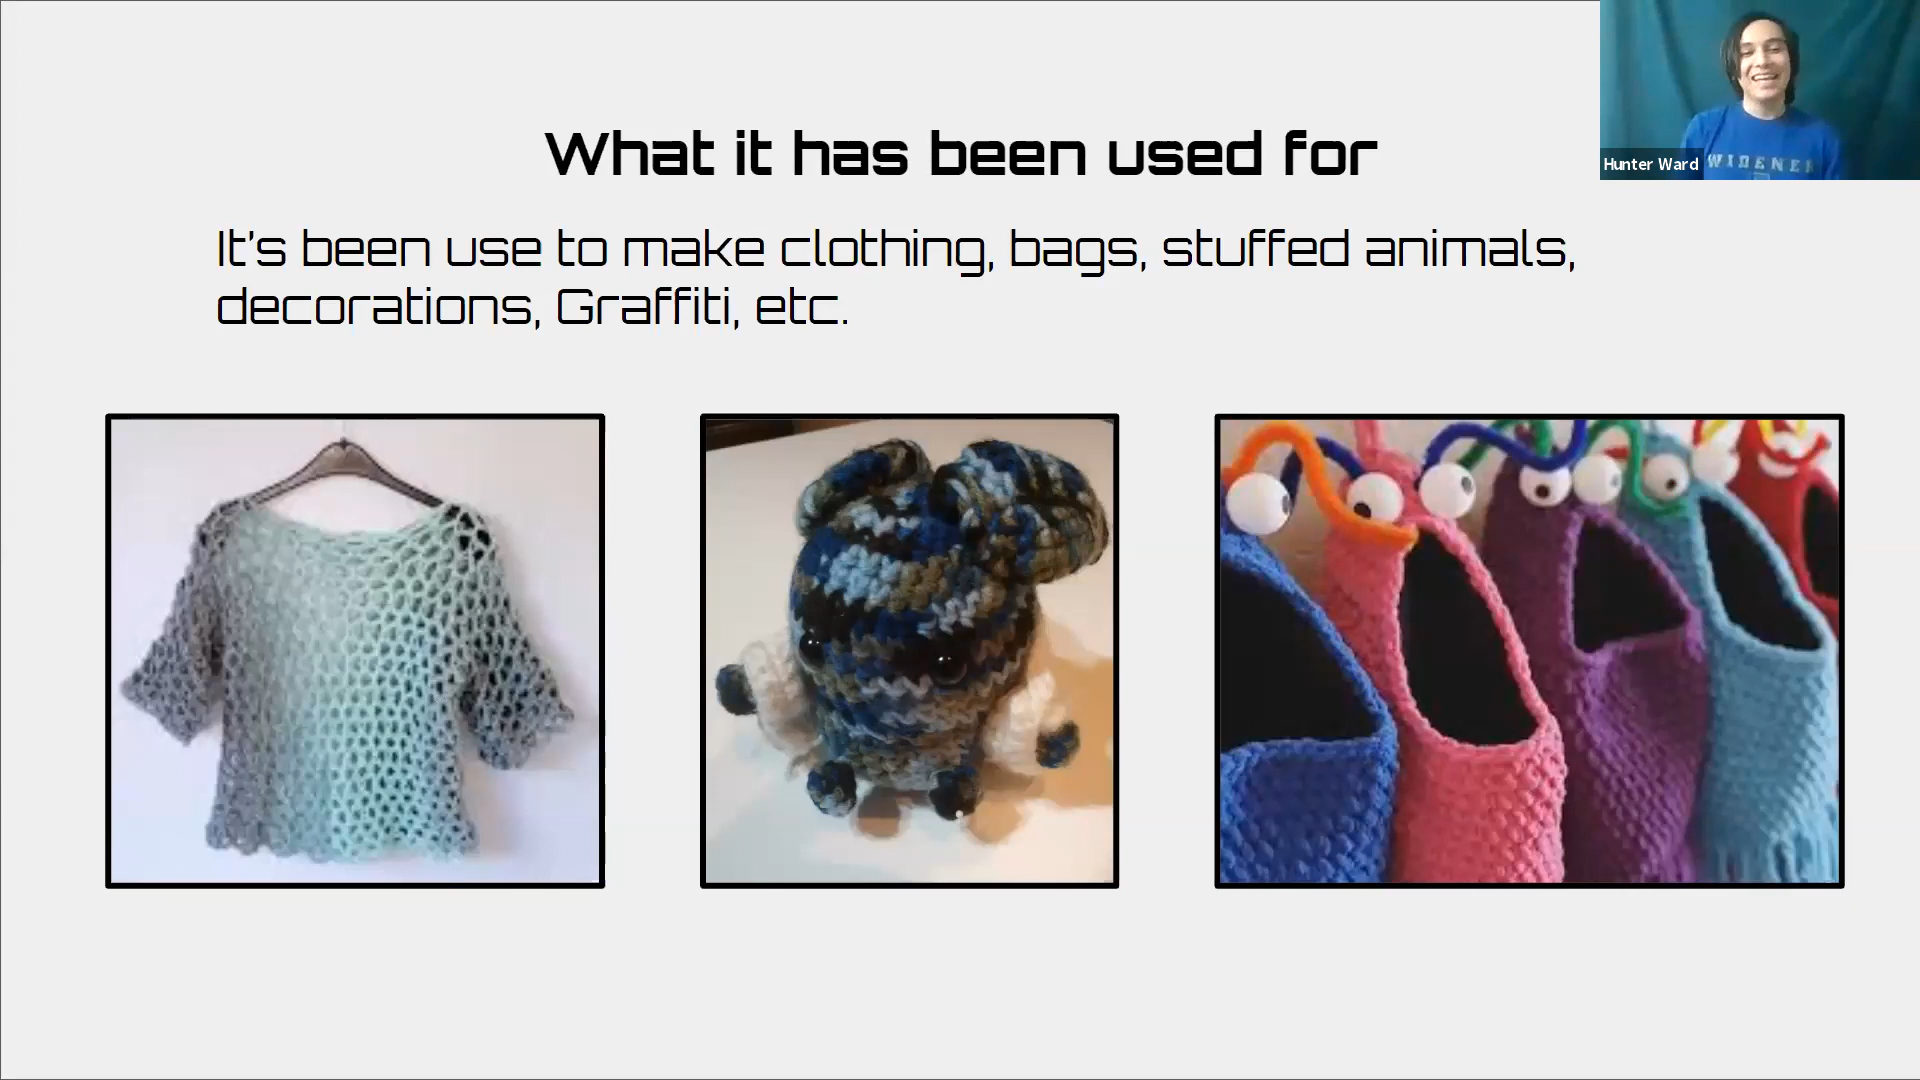 What it has been used for
It's been use to make clothing, bags, stuffed animals,
decorations, Graffiti, etc.
Hunter Ward
WIDENER